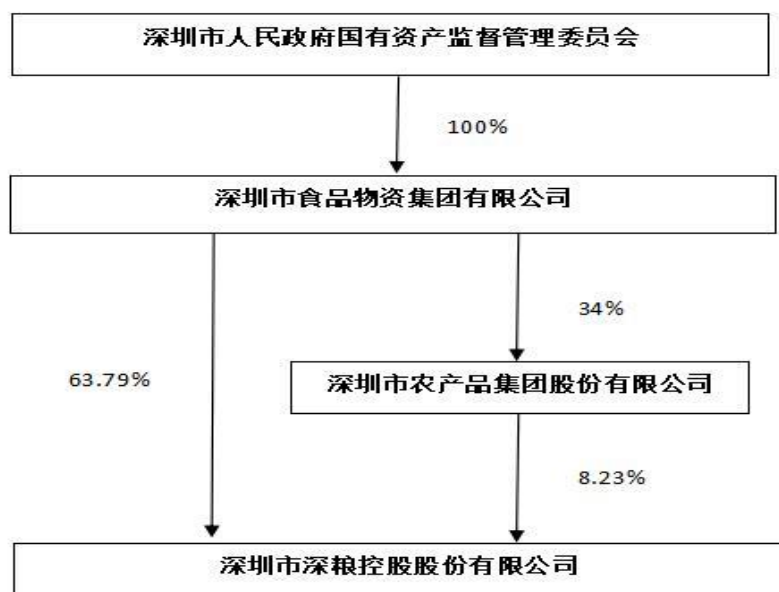 深圳市人民政府国有资产监督管理委员会
100%
深圳市食品物资集团有限公司
34%
63.79%
深圳市农产品集团股份有限公司
8.23%
深圳市深粮控股股份有限公司